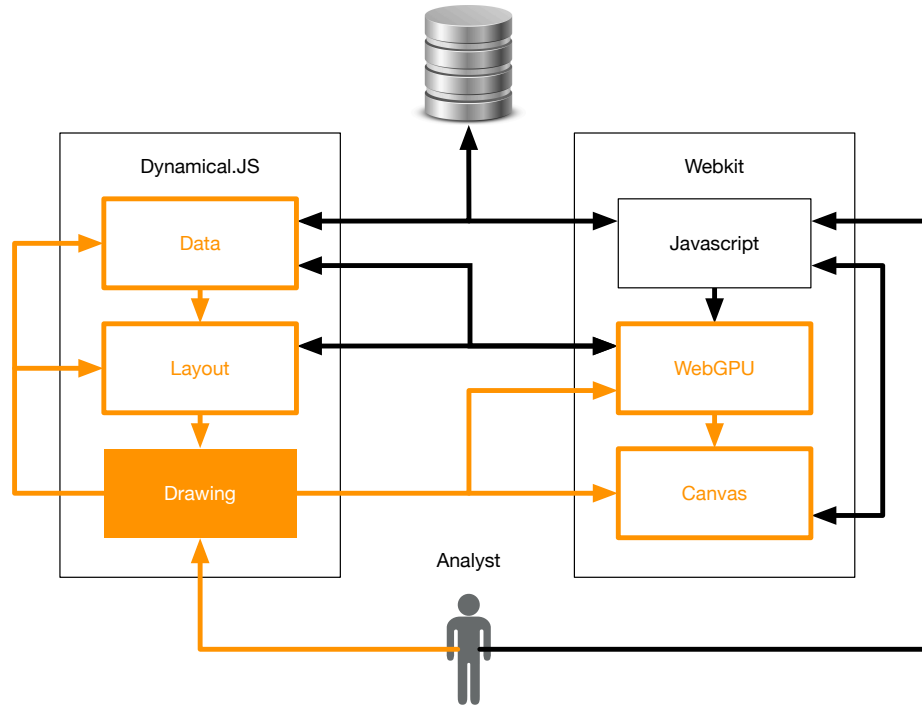 Dynamical.JS
Webkit
Data
Javascript
Layout
WebGPU
Drawing
Canvas
Analyst